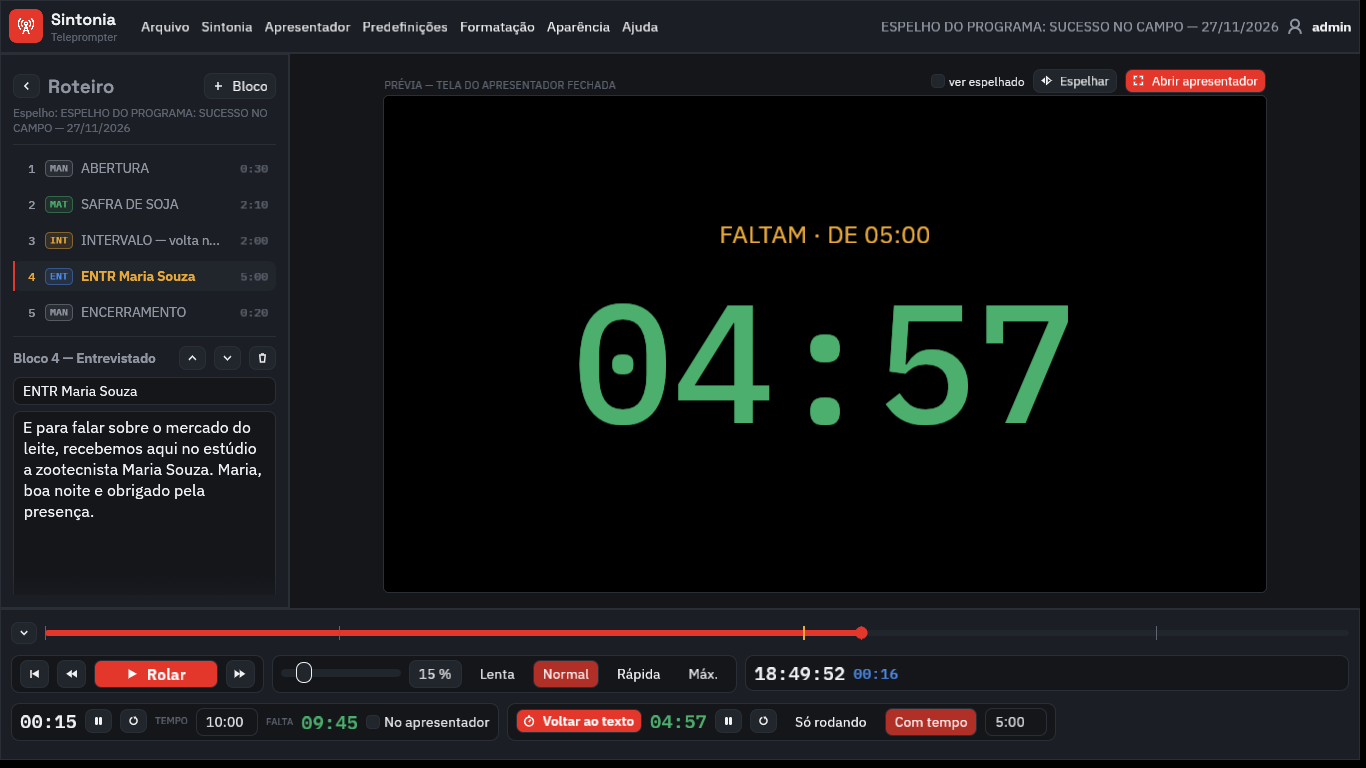 Sintonia
Teleprompter
Arquivo Sintonia Apresentador Predefinições Formatação Aparência Ajuda
ESPELHO DO PROGRAMA: SUCESSO NO CAMPO — 27/11/2026 admin
Roteiro
+ Bloco
Espelho: ESPELHO DO PROGRAMA: SUCESSO NO
CAMPO — 27/11/2026
1 MAN ABERTURA 0:30
2 MAT SAFRA DE SOJA 2:10
3 INT INTERVALO — volta n... 2:00
4 ENT ENTR Maria Souza 5:00
5 MAN ENCERRAMENTO 0:20
Bloco 4 — Entrevistado
ENTR Maria Souza
E para falar sobre o mercado do
leite, recebemos aqui no estúdio
a zootecnista Maria Souza. Maria,
boa noite e obrigado pela
presença.
PRÉVIA — TELA DO APRESENTADOR FECHADA
ver espelhado Espelhar Abrir apresentador
FALTAM · DE 05:00
04:57
Rolar
15 % Lenta Normal Rápida Máx.
18:49:52 00:16
00:15 TEMPO 10:00 FALTA 09:45 No apresentador
Voltar ao texto 04:57 Só rodando Com tempo 5:00